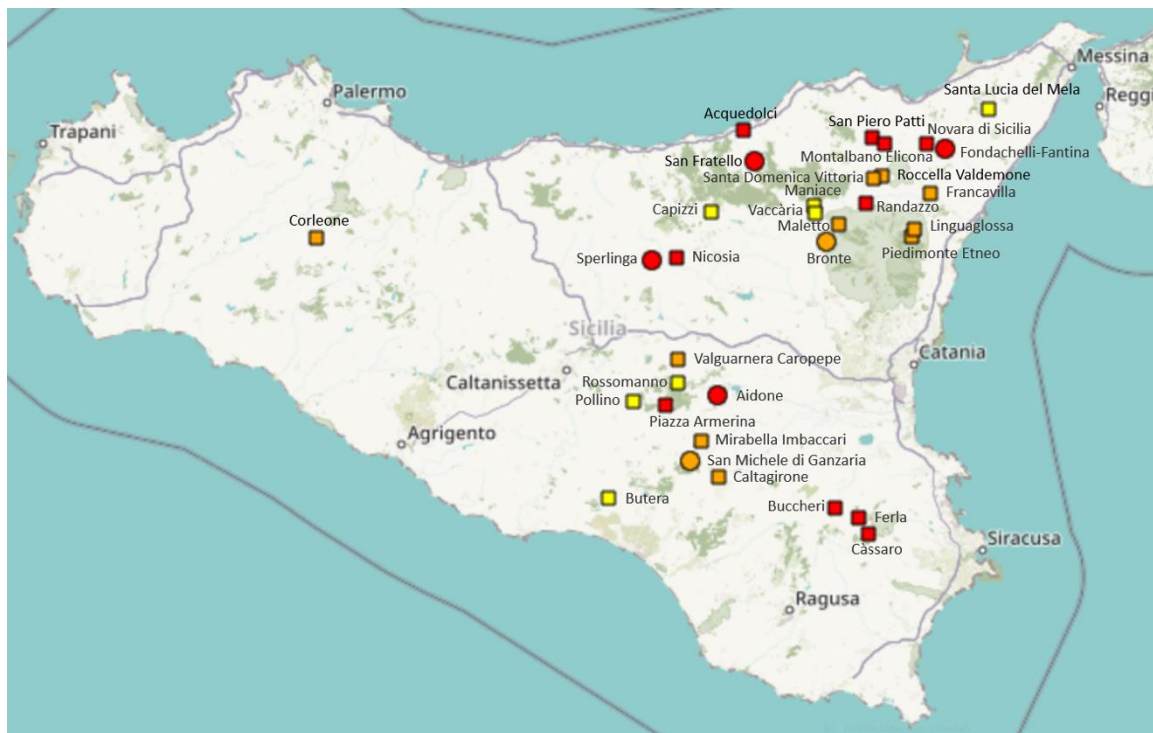 Messina
Palermo
Santa Lucia del Mela
Reggi
Trapani
Acquedolci
San Piero Patti
Novara di Sicilia
San Fratello
Montalbano Elicona
Fondachelli-Fantina
Santa Domenica Vittoria
Roccella Valdemone
Maniace
Francavilla
Capizzi
Vaccària
Randazzo
Corleone
Maletto
Linguaglossa
Sperlinga
Nicosia
Bronte
Piedimonte Etneo
Sicilia
Catania
Valguarnera Caropepe
Caltanissetta
Rossomanno
Pollino
Aidone
Piazza Armerina
Agrigento
Mirabella Imbaccari
San Michele di Ganzaria
Caltagirone
Butera
Buccheri
Ferla
Càssaro
Siracusa
Ragusa